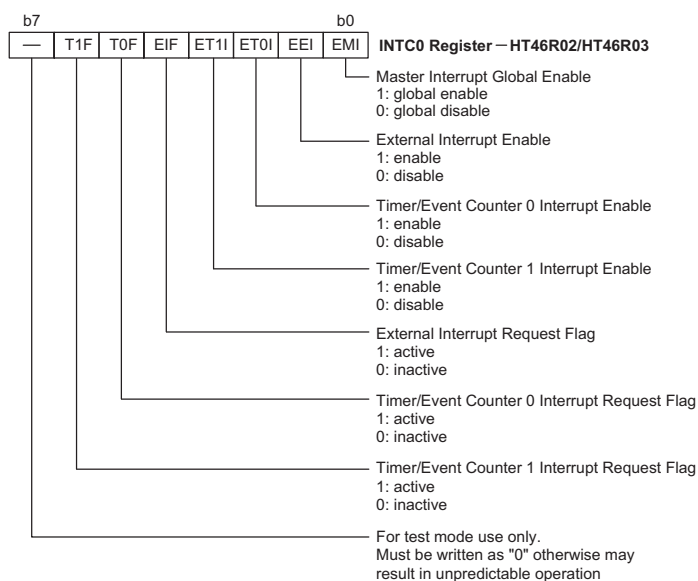 b7 b0
— T1F T0F EIF ET1I ET0I EEI EMI INTC0 Register — HT46R02/HT46R03
Master Interrupt Global Enable
1: global enable
0: global disable
External Interrupt Enable
1: enable
0: disable
Timer/Event Counter 0 Interrupt Enable
1: enable
0: disable
Timer/Event Counter 1 Interrupt Enable
1: enable
0: disable
External Interrupt Request Flag
1: active
0: inactive
Timer/Event Counter 0 Interrupt Request Flag
1: active
0: inactive
Timer/Event Counter 1 Interrupt Request Flag
1: active
0: inactive
For test mode use only.
Must be written as "0" otherwise may
result in unpredictable operation